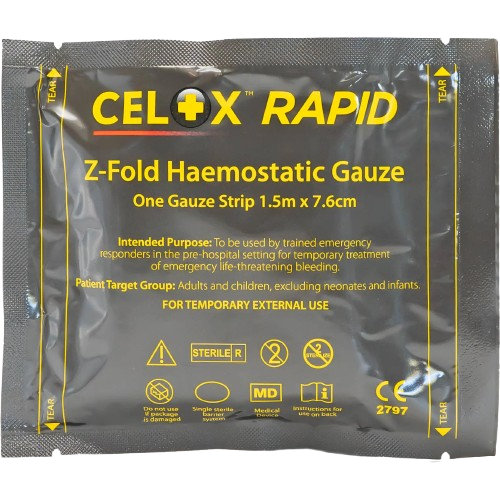 TEAR
TEAR
CELOX™ RAPID
Z-Fold Haemostatic Gauze
One Gauze Strip 1.5m x 7.6cm
Intended Purpose: To be used by trained emergency
responders in the pre-hospital setting for temporary treatment
of emergency life-threatening bleeding.
Patient Target Group: Adults and children, excluding neonates and infants.
FOR TEMPORARY EXTERNAL USE
STERILE R
2
2
STERILIZE
MD
i
CE
2797
Do not use
if package
is damaged
Single sterile
barrier
system
Medical
Device
Instructions for
use on back
TEAR
TEAR